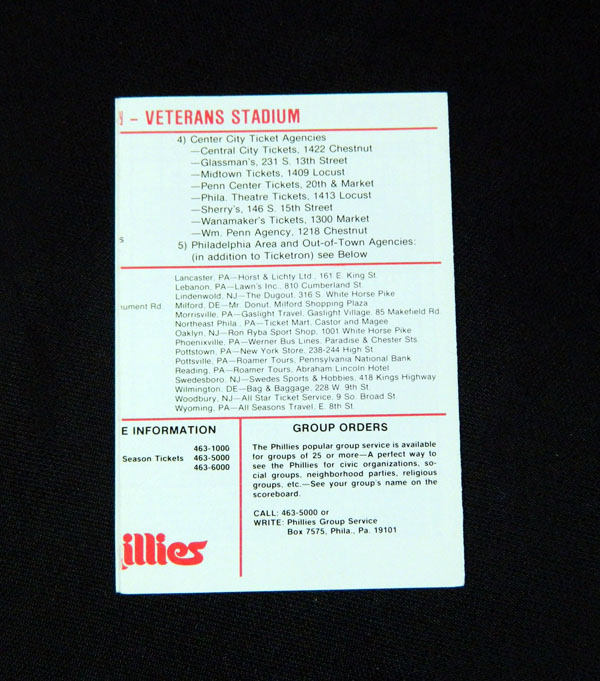 – VETERANS STADIUM
4) Center City Ticket Agencies
—Central City Tickets, 1422 Chestnut
—Glassman's, 231 S. 13th Street
—Midtown Tickets, 1409 Locust
—Penn Center Tickets, 20th & Market
—Phila. Theatre Tickets, 1413 Locust
—Sherry's, 146 S. 15th Street
—Wanamaker's Tickets, 1300 Market
—Wm. Penn Agency, 1218 Chestnut
s
5) Philadelphia Area and Out-of-Town Agencies:
(in addition to Ticketron) see Below
Lancaster, PA—Horst & Lichty Ltd., 161 E. King St.
Lebanon, PA—Lawn's Inc., 810 Cumberland St.
Lindenwold, NJ—The Dugout, 316 S. White Horse Pike
ument Rd. Milford, DE—Mr. Donut, Milford Shopping Plaza
Morrisville, PA—Gaslight Travel, Gaslight Village, 85 Makefield Rd.
Northeast Phila., PA—Ticket Mart, Castor and Magee
Oaklyn, NJ—Ron Ryba Sport Shop, 1001 White Horse Pike
Phoenixville, PA—Werner Bus Lines, Paradise & Chester Sts.
Pottstown, PA—New York Store, 238-244 High St.
Pottsville, PA—Roamer Tours, Pennsylvania National Bank
Reading, PA—Roamer Tours, Abraham Lincoln Hotel
Swedesboro, NJ—Swedes Sports & Hobbies, 418 Kings Highway
Wilmington, DE—Bag & Baggage, 228 W. 9th St.
Woodbury, NJ—All Star Ticket Service, 9 So. Broad St.
Wyoming, PA—All Seasons Travel, E. 8th St.
E INFORMATION
463-1000
Season Tickets 463-5000
463-6000
illies
GROUP ORDERS
The Phillies popular group service is available
for groups of 25 or more—A perfect way to
see the Phillies for civic organizations, so-
cial groups, neighborhood parties, religious
groups, etc.—See your group's name on the
scoreboard.
CALL: 463-5000 or
WRITE: Phillies Group Service
Box 7575, Phila., Pa. 19101